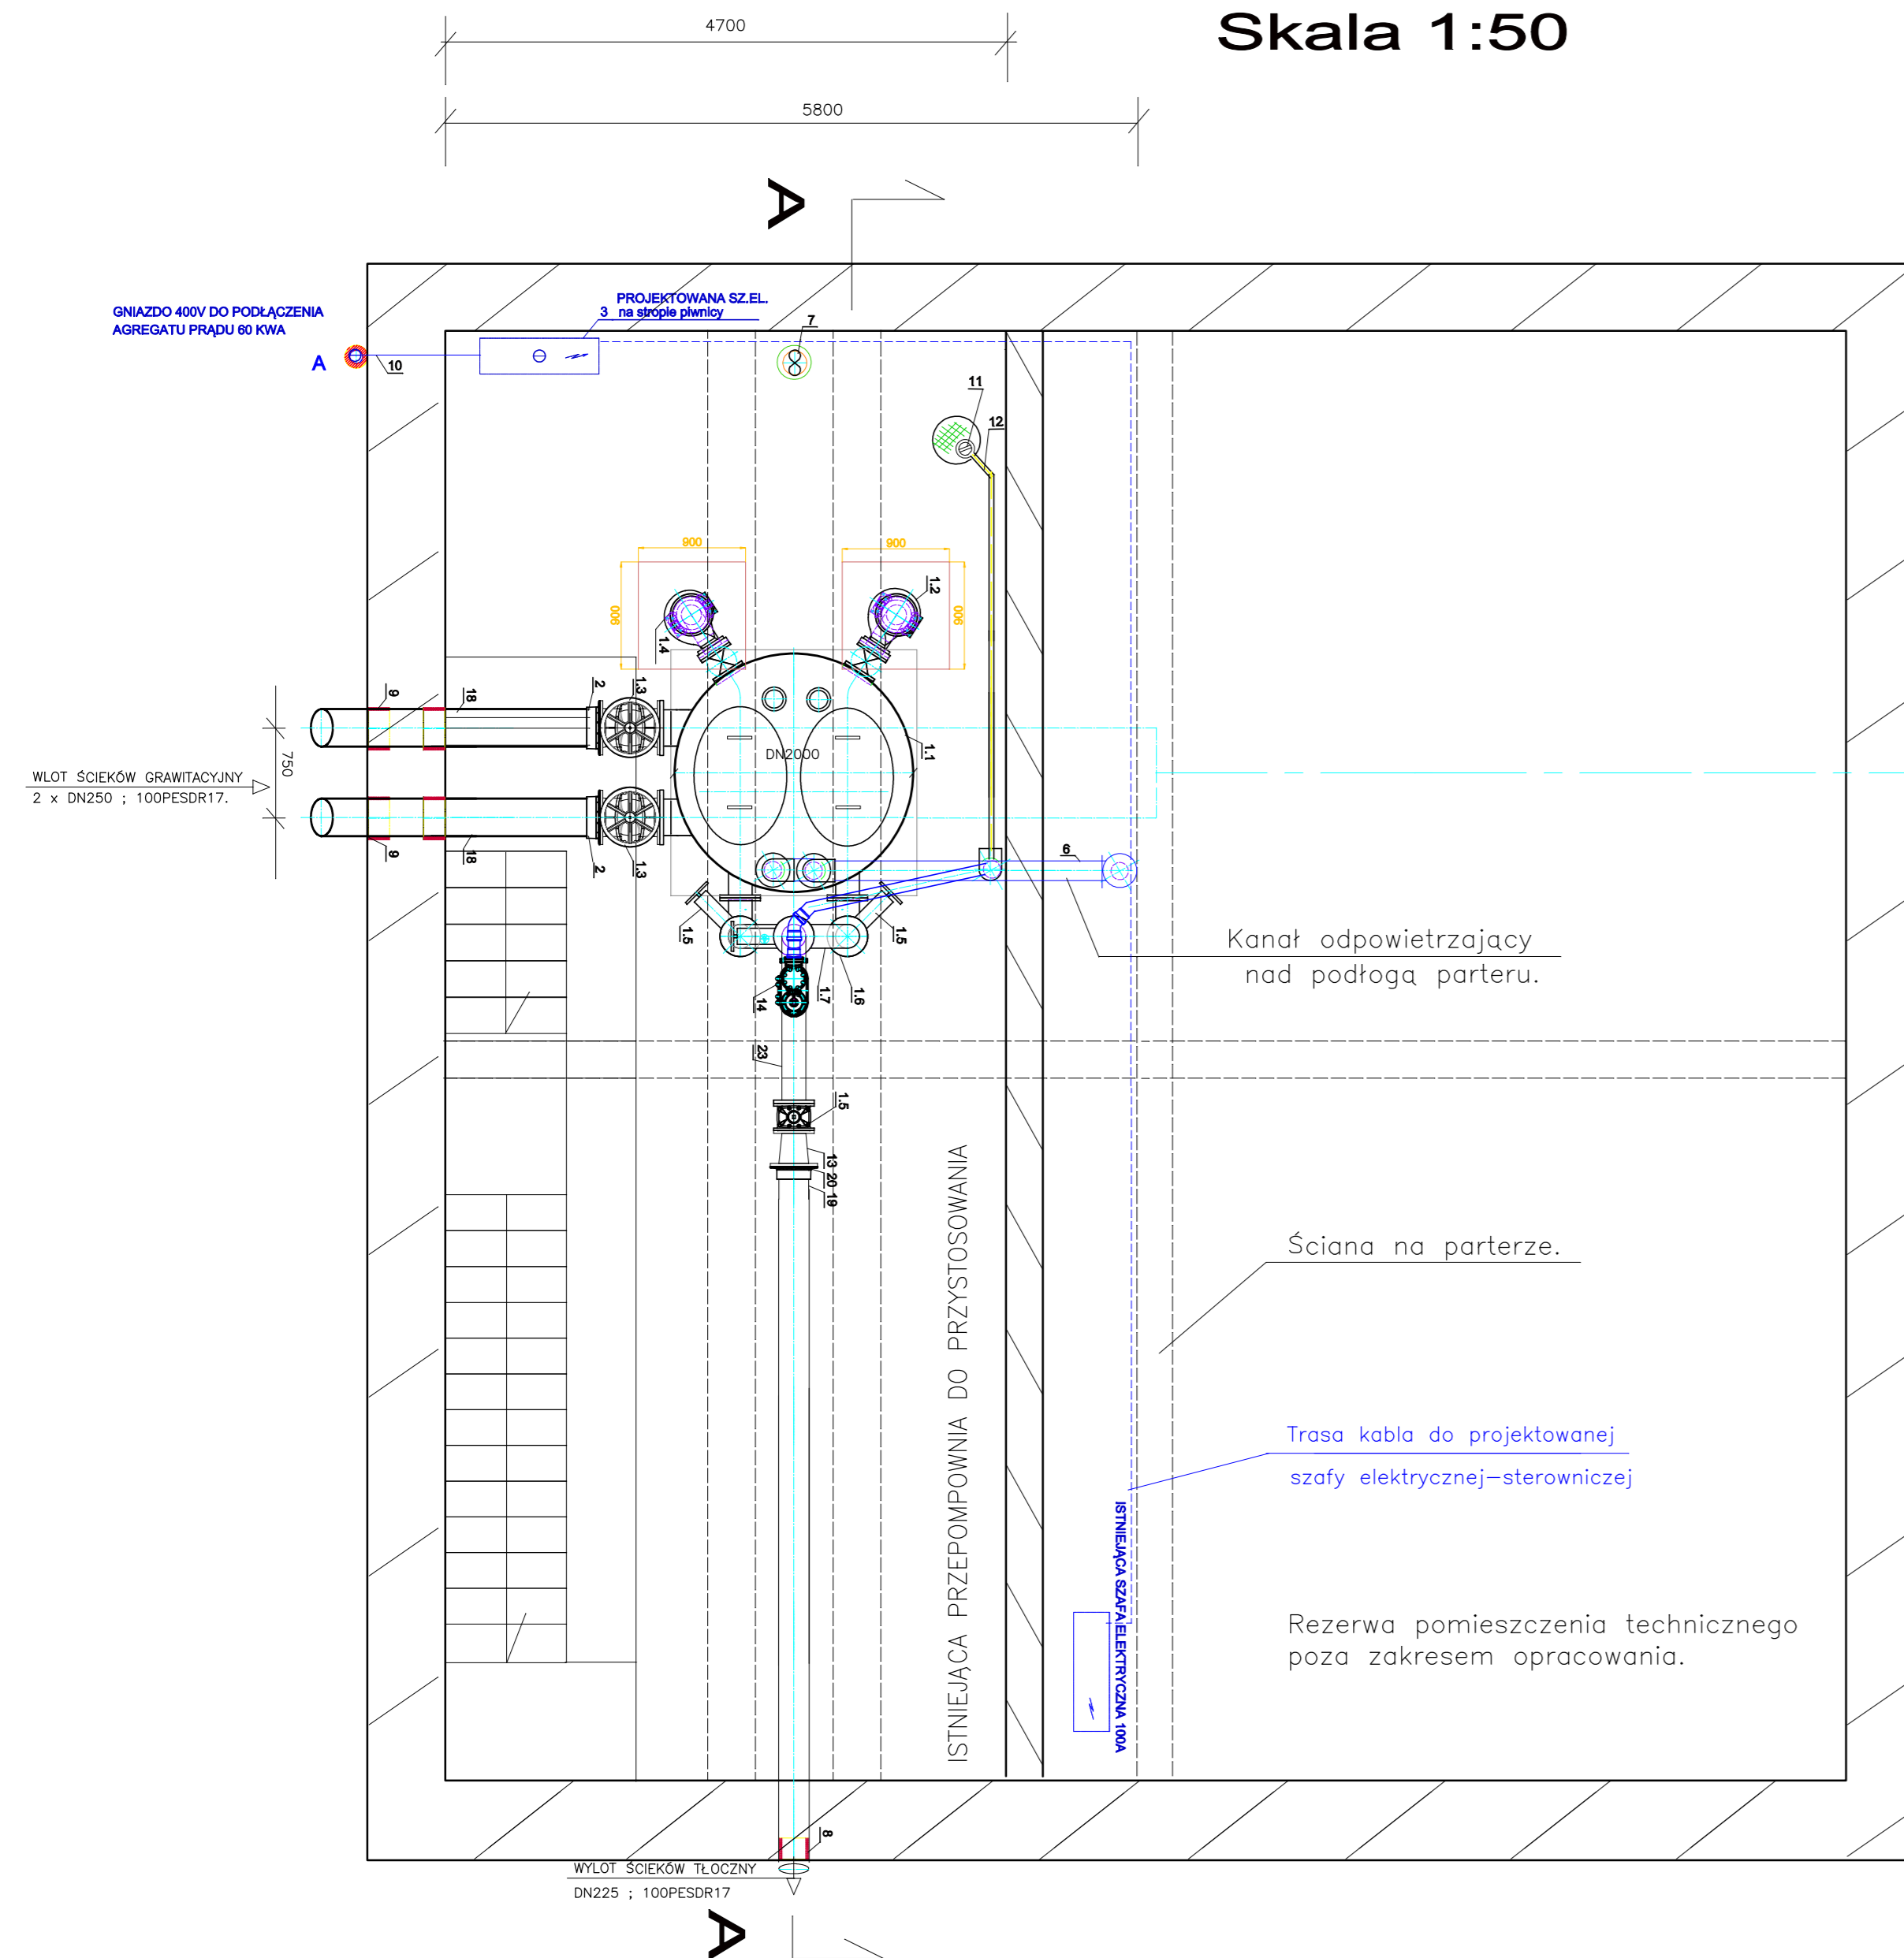 Skala 1:50
4700
5800
A
GNIAZDO 400V DO PODŁĄCZENIA
AGREGATU PRĄDU 60 KWA
A
10
PROJEKTOWANA SZ.EL.
3 na stropie piwnicy
7
11
12
900
900
900
900
1.2
1.4
9
18
2
1.3
1.1
DN2000
750
WLOT ŚCIEKÓW GRAWITACYJNY
2 x DN250 ; 100PESDR17.
9
18
2
1.3
6
1.5
1.5
Kanał odpowietrzający
nad podłogą parteru.
14
1.7
1.6
23
1.5
13
20
19
ISTNIEJĄCA PRZEPOMPOWNIA DO PRZYSTOSOWANIA
Ściana na parterze.
Trasa kabla do projektowanej
szafy elektrycznej-sterowniczej
ISTNIEJĄCA SZAFA ELEKTRYCZNA 100A
Rezerwa pomieszczenia technicznego
poza zakresem opracowania.
8
WYLOT ŚCIEKÓW TŁOCZNY
DN225 ; 100PESDR17
A